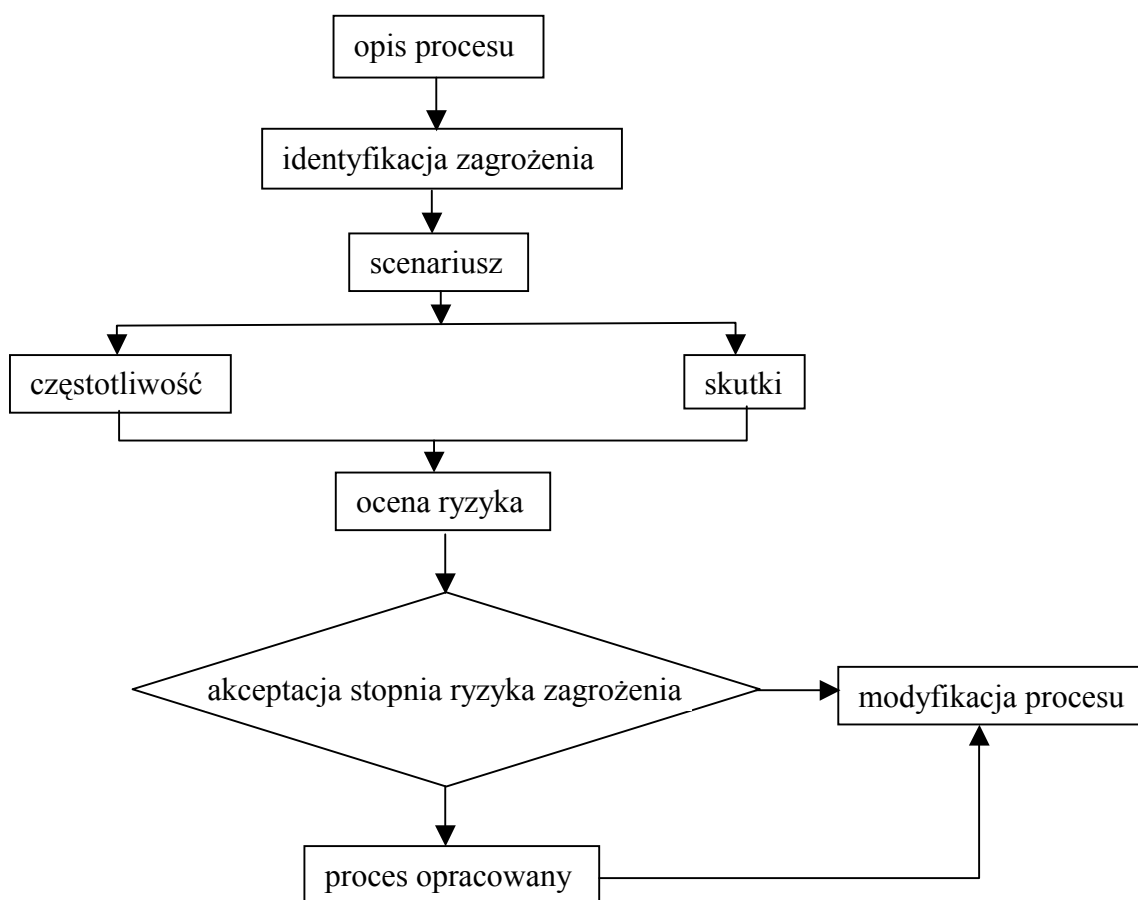 opis procesu
identyfikacja zagrożenia
scenariusz
częstotliwość
skutki
ocena ryzyka
akceptacja stopnia ryzyka zagrożenia
modyfikacja procesu
proces opracowany